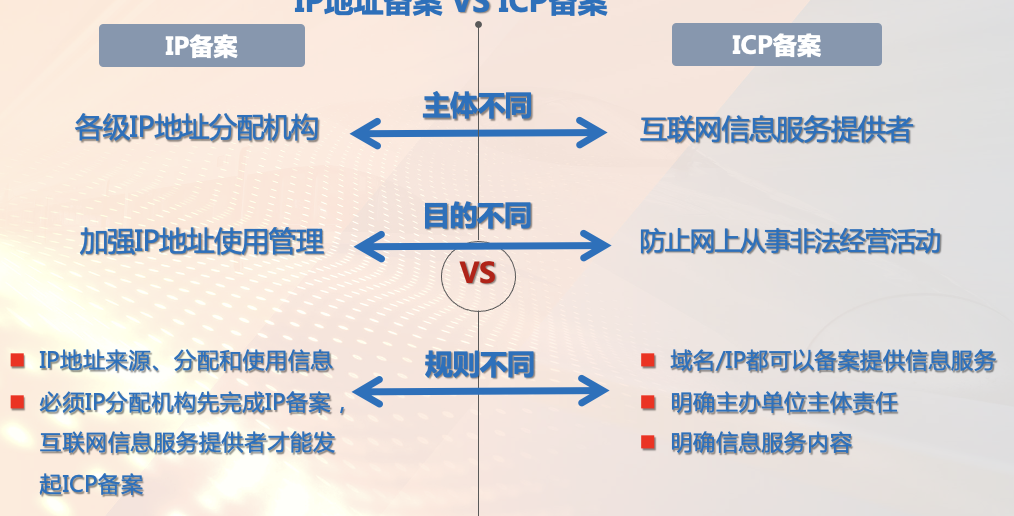 IP地址备案 VS ICP备案
IP备案
ICP备案
主体不同
各级IP地址分配机构
互联网信息服务提供者
目的不同
加强IP地址使用管理
防止网上从事非法经营活动
VS
规则不同
IP地址来源、分配和使用信息
必须IP分配机构先完成IP备案，
互联网信息服务提供者才能发
起ICP备案
域名/IP都可以备案提供信息服务
明确主办单位主体责任
明确信息服务内容